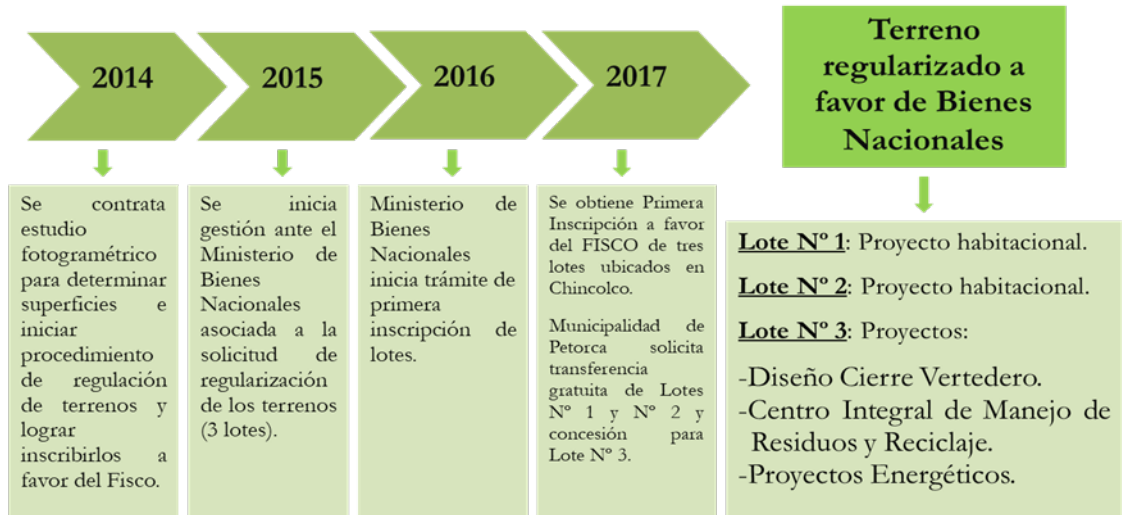 2014
Se contrata
estudio
fotogramétrico
para determinar
superficies e
iniciar
procedimiento
de regulación
de terrenos y
lograr
inscribirlos a
favor del Fisco.
2015
Se inicia
gestión ante el
Ministerio de
Bienes
Nacionales
asociada a la
solicitud de
regularización
de los terrenos
(3 lotes).
2016
Ministerio de
Bienes
Nacionales
inicia trámite de
primera
inscripción de
lotes.
2017
Se obtiene Primera
Inscripción a favor
del FISCO de tres
lotes ubicados en
Chincolco.
Municipalidad de
Petorca solicita
transferencia
gratuita de Lotes
Nº 1 y Nº 2 y
concesión para
Lote Nº 3.
Terreno
regularizado a
favor de Bienes
Nacionales
Lote Nº 1: Proyecto habitacional.
Lote Nº 2: Proyecto habitacional.
Lote Nº 3: Proyectos:
-Diseño Cierre Vertedero.
-Centro Integral de Manejo de
Residuos y Reciclaje.
-Proyectos Energéticos.